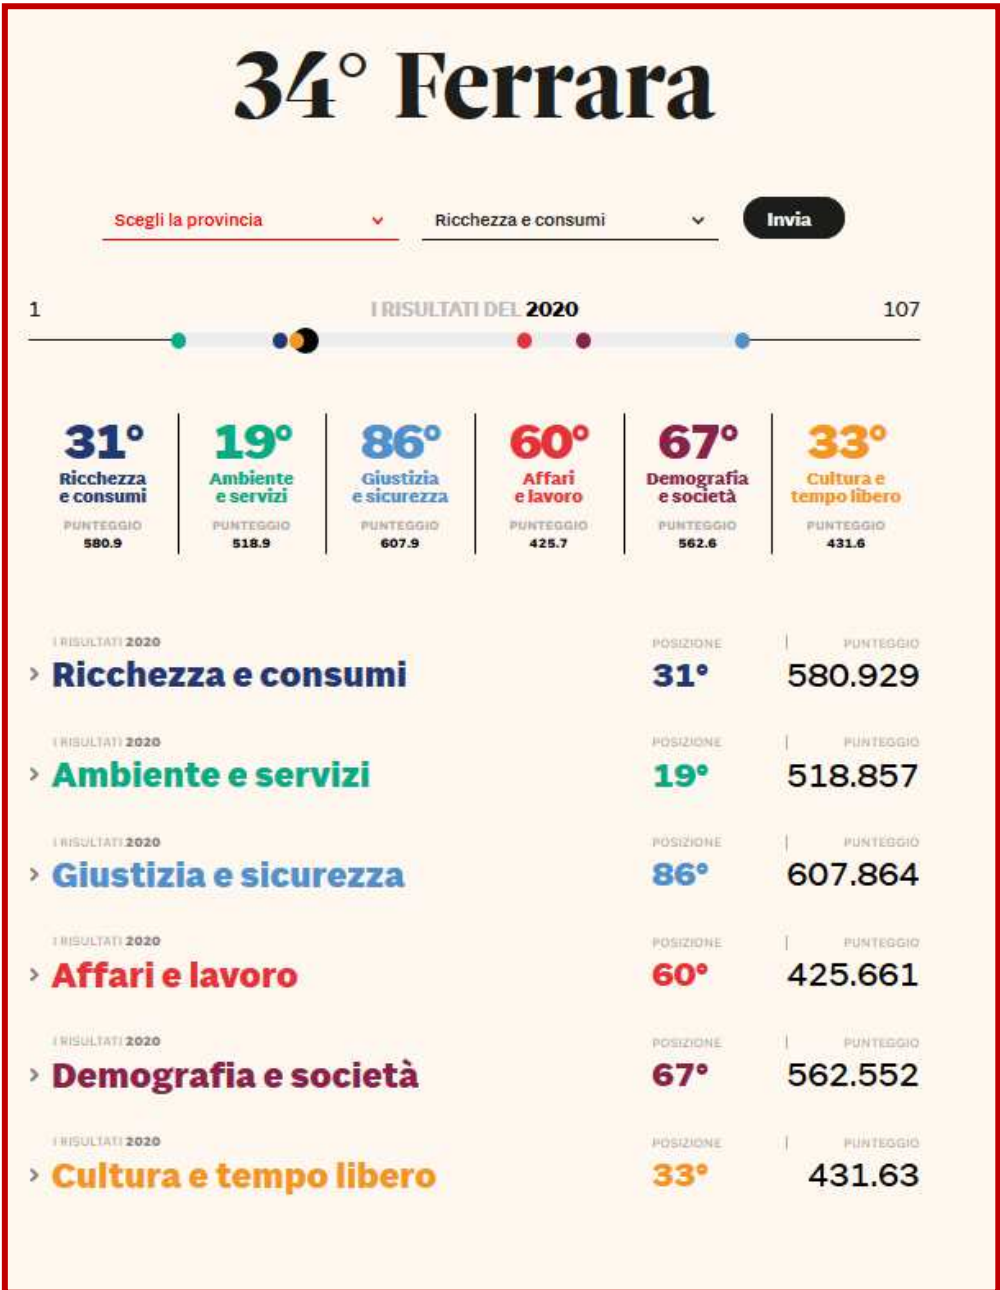 34° Ferrara
Scegli la provincia Ricchezza e consumi Invia
1 I RISULTATI DEL 2020 107
31° 19° 86° 60° 67° 33°
Ricchezza Ambiente Giustizia Affari Demografia Cultura e
e consumi e servizi e sicurezza e lavoro e società tempo libero
PUNTEGGIO PUNTEGGIO PUNTEGGIO PUNTEGGIO PUNTEGGIO PUNTEGGIO
580.9 518.9 607.9 425.7 562.6 431.6
I RISULTATI 2020 POSIZIONE | PUNTEGGIO
Ricchezza e consumi 31° 580.929
I RISULTATI 2020 POSIZIONE | PUNTEGGIO
Ambiente e servizi 19° 518.857
I RISULTATI 2020 POSIZIONE | PUNTEGGIO
Giustizia e sicurezza 86° 607.864
I RISULTATI 2020 POSIZIONE | PUNTEGGIO
Affari e lavoro 60° 425.661
I RISULTATI 2020 POSIZIONE | PUNTEGGIO
Demografia e società 67° 562.552
I RISULTATI 2020 POSIZIONE | PUNTEGGIO
Cultura e tempo libero 33° 431.63